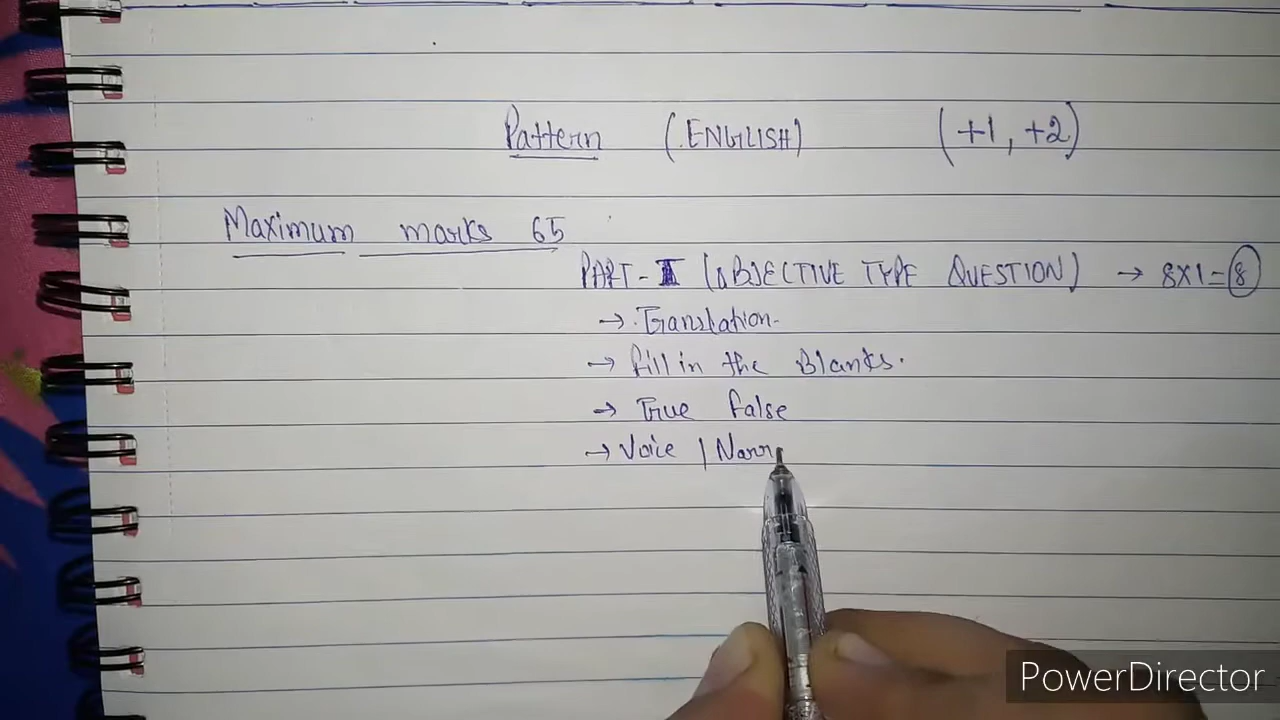 Pattern (ENGLISH) (+1, +2)
Maximum marks 65
PART-I (OBJECTIVE TYPE QUESTION) → 8X1=8
→ Translation.
→ Fill in the Blanks.
→ True False
→ Voice / Narr
PowerDirector